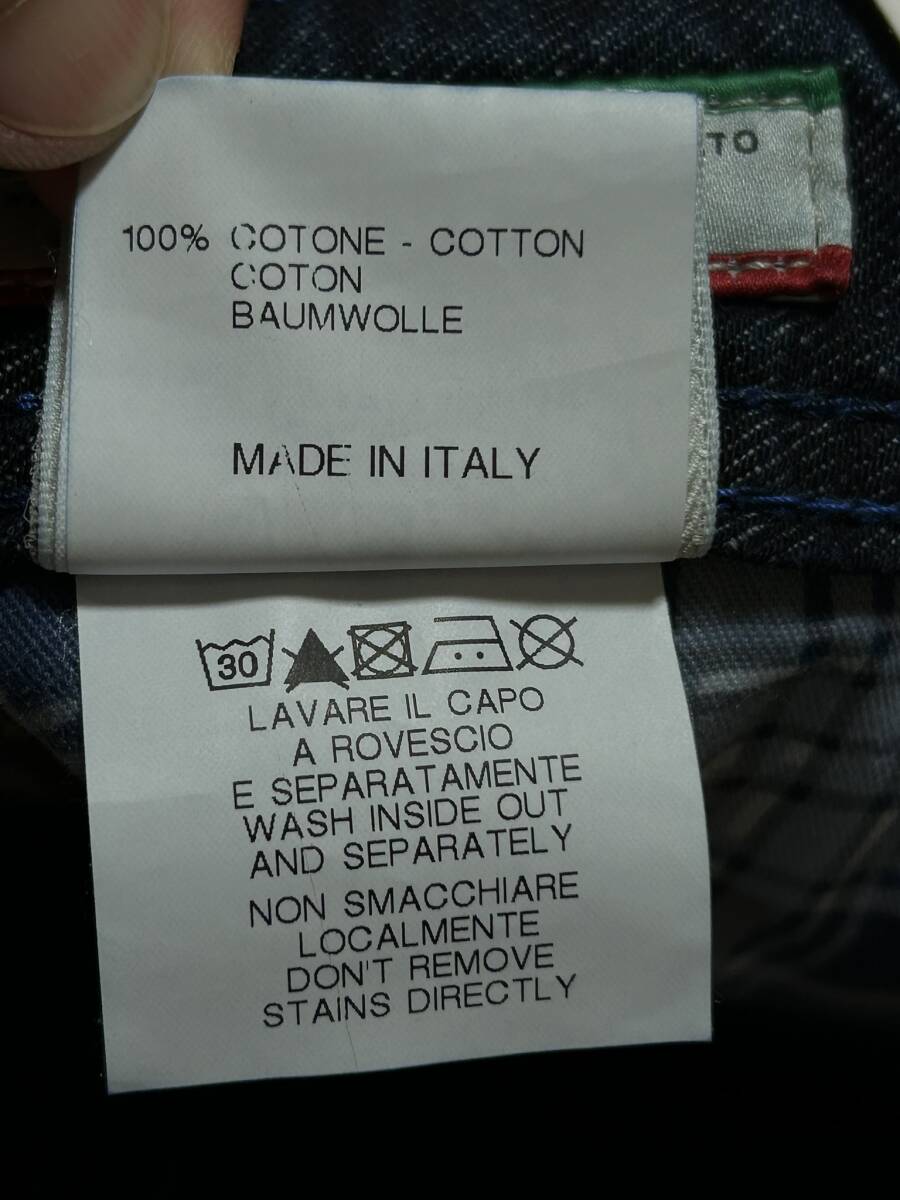 TO
100% COTONE - COTTON
COTON
BAUMWOLLE
MADE IN ITALY
30
LAVARE IL CAPO
A ROVESCIO
E SEPARATAMENTE
WASH INSIDE OUT
AND SEPARATELY
NON SMACCHIARE
LOCALMENTE
DON'T REMOVE
STAINS DIRECTLY